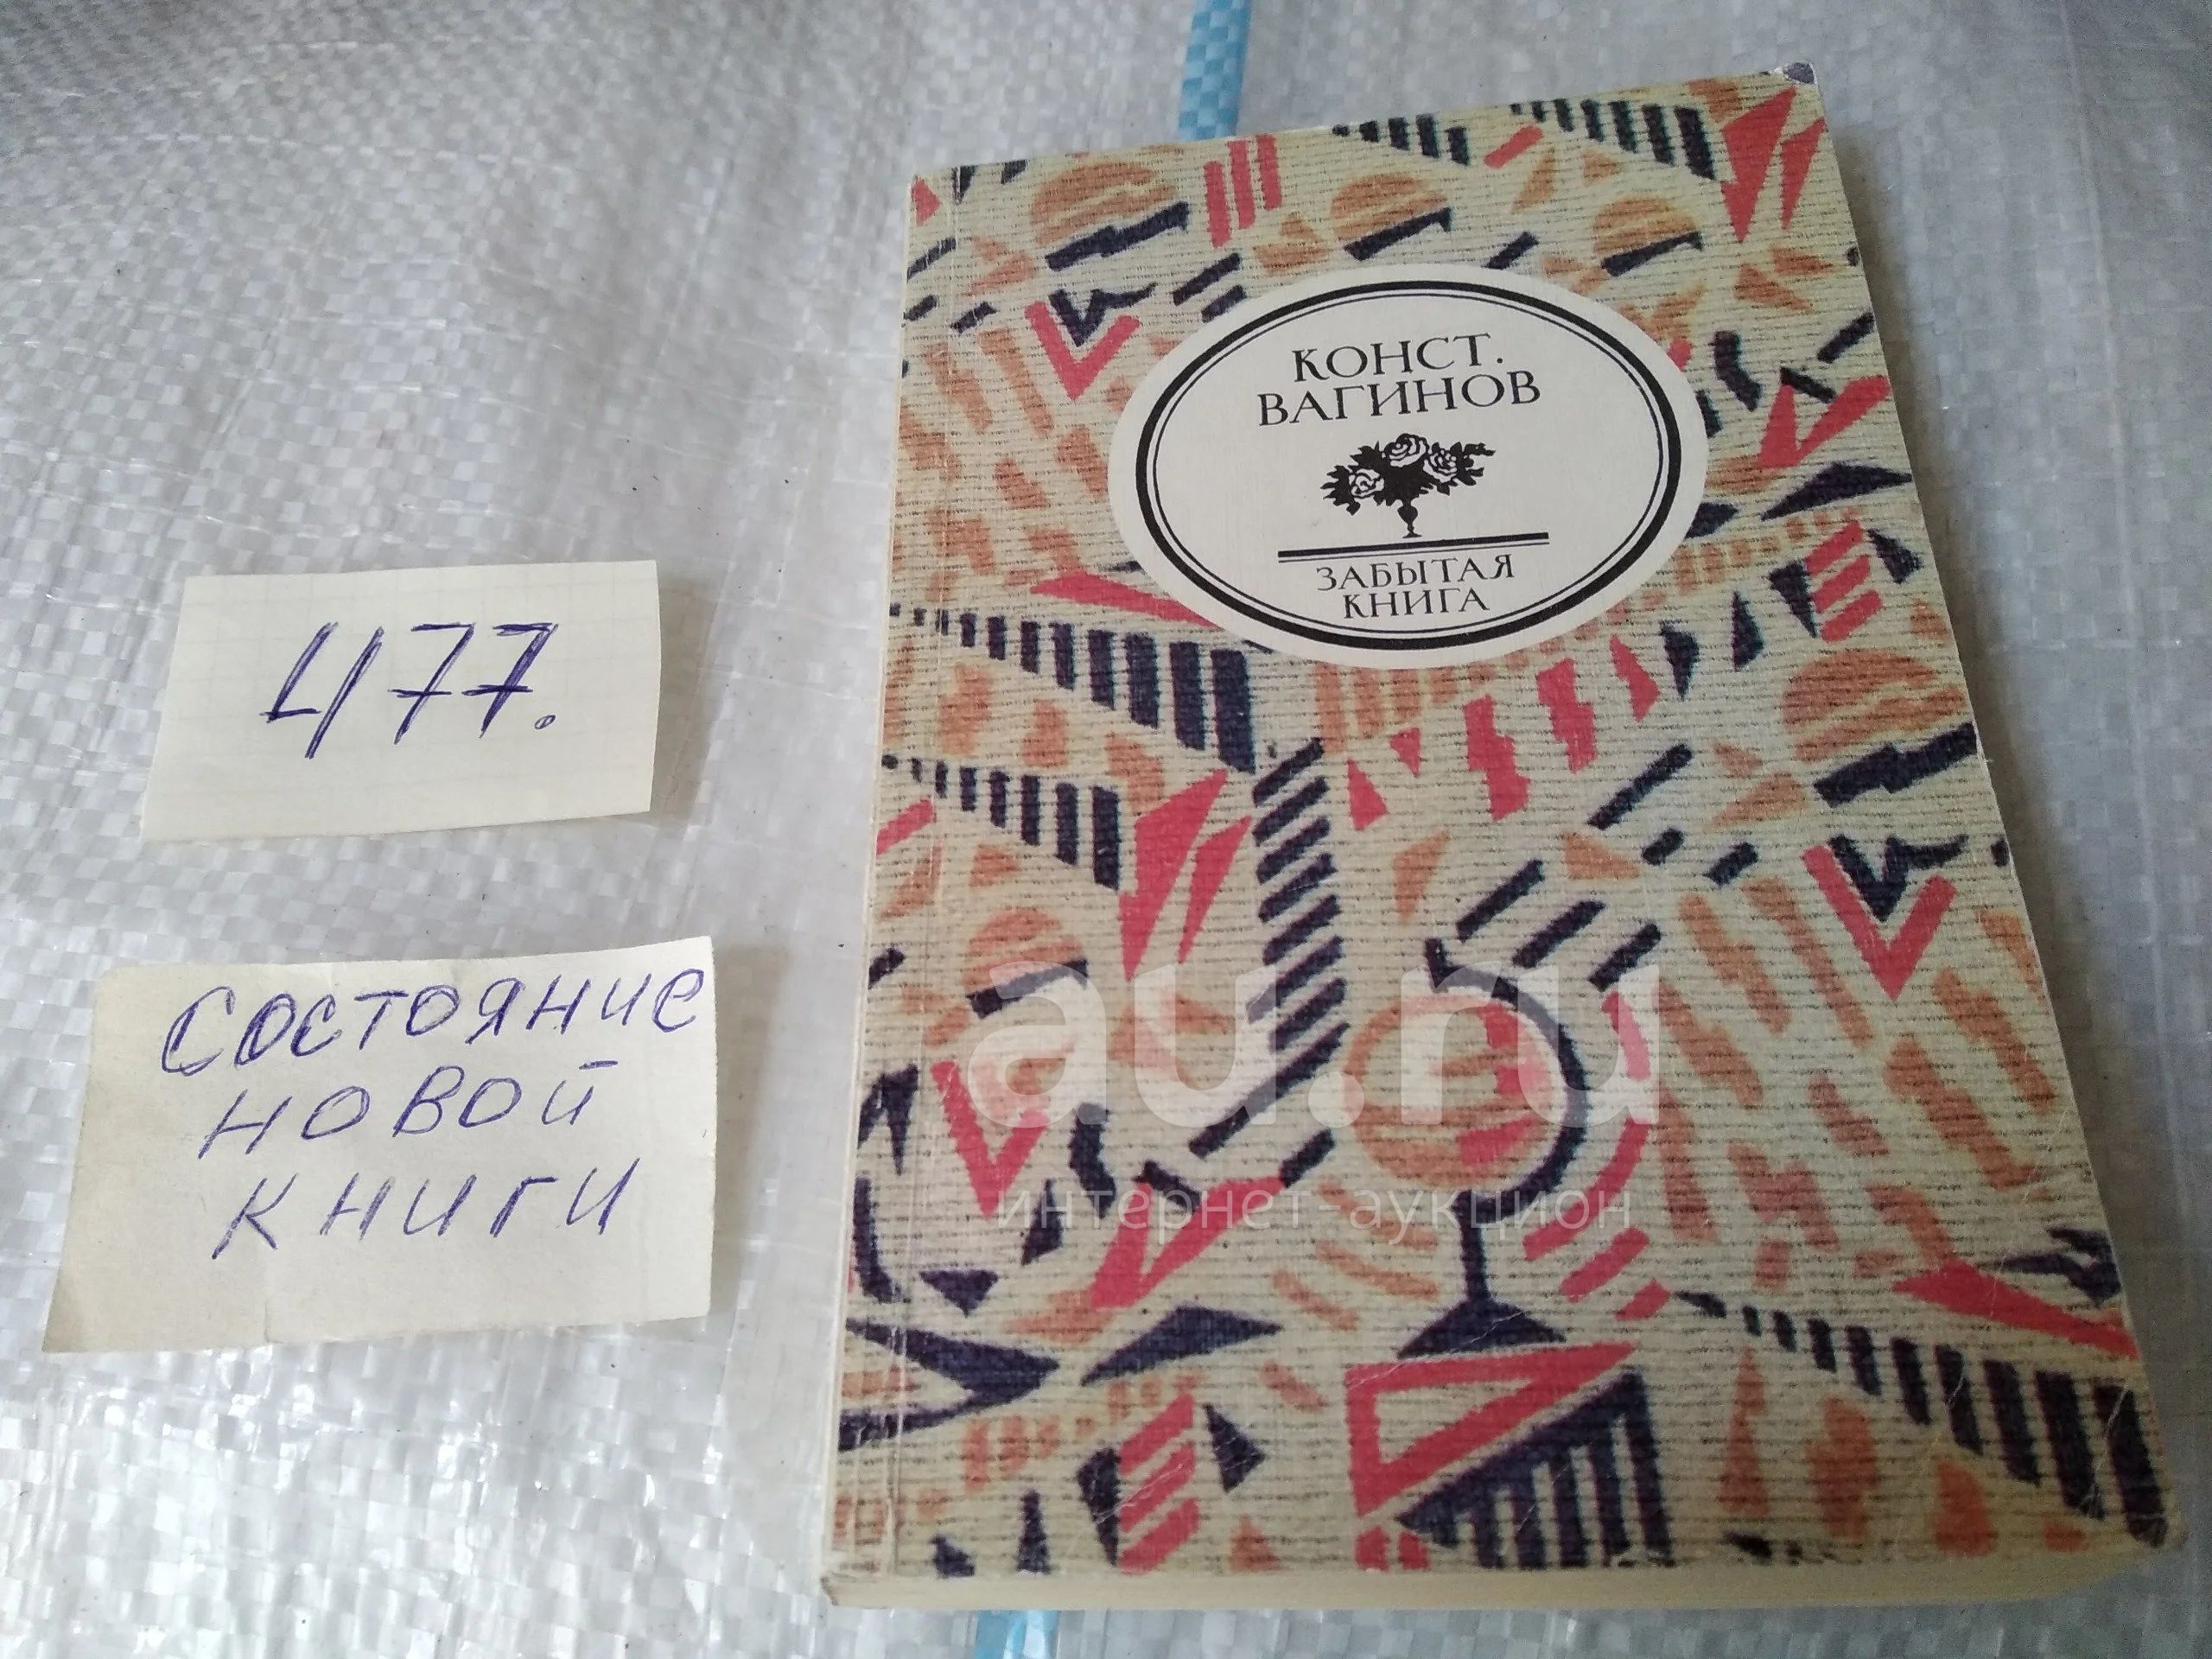 477.
состояние
новой
книги
КОНСТ.
ВАГИНОВ
ЗАБЫТАЯ
КНИГА
au.ru
интернет-аукцион